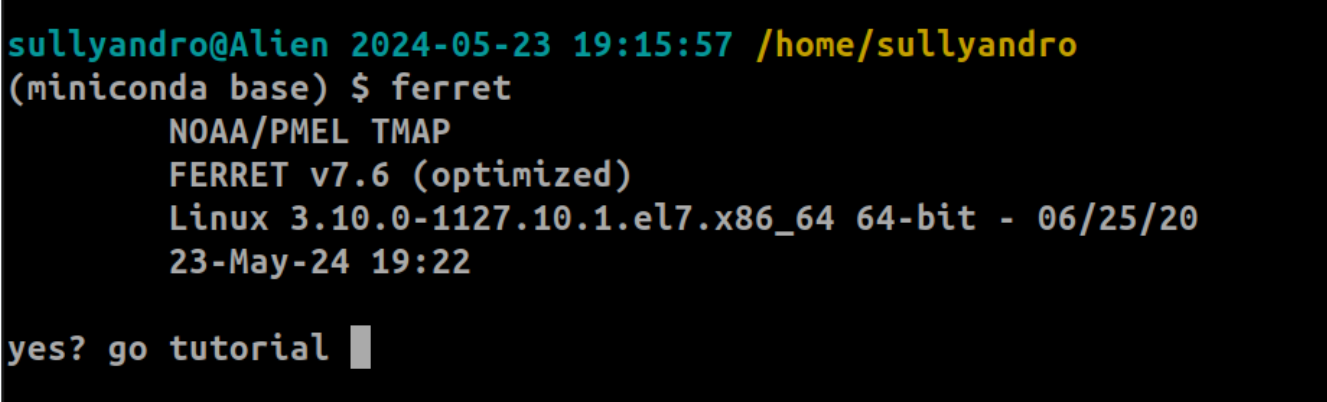 sullyandro@Alien 2024-05-23 19:15:57 /home/sullyandro
(miniconda base) $ ferret
NOAA/PMEL TMAP
FERRET v7.6 (optimized)
Linux 3.10.0-1127.10.1.el7.x86_64 64-bit - 06/25/20
23-May-24 19:22
yes? go tutorial